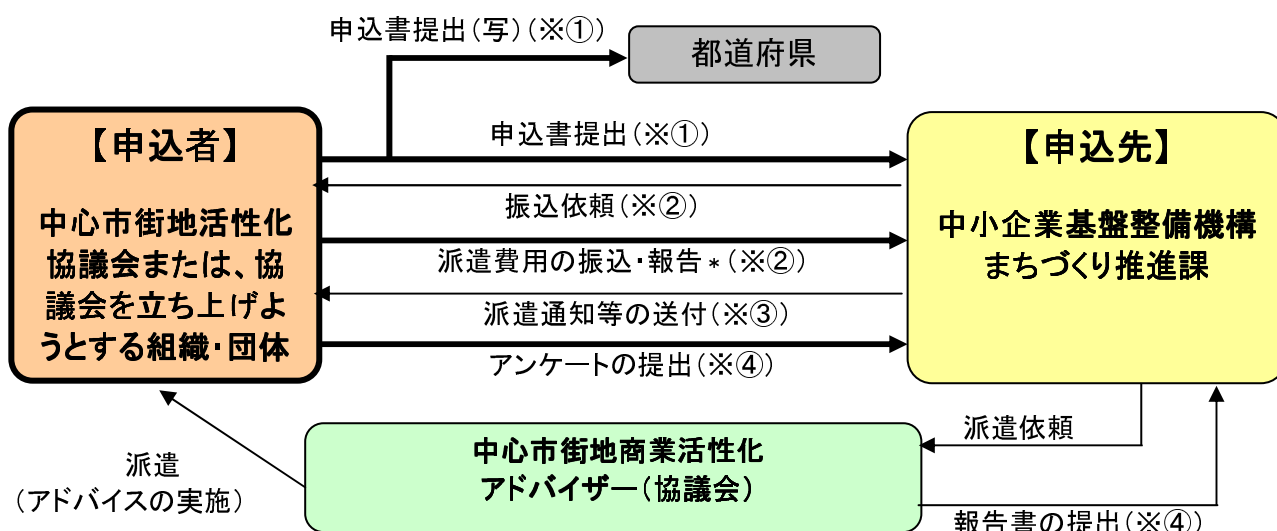 申込書提出(写)(※①)
都道府県
【申込者】
中心市街地活性化
協議会または、協
議会を立ち上げよ
うとする組織・団体
申込書提出(※①)
振込依頼(※②)
派遣費用の振込・報告*(※②)
派遣通知等の送付(※③)
アンケートの提出(※④)
【申込先】
中小企業基盤整備機構
まちづくり推進課
派遣
(アドバイスの実施)
中心市街地商業活性化
アドバイザー(協議会)
派遣依頼
報告書の提出(※④)